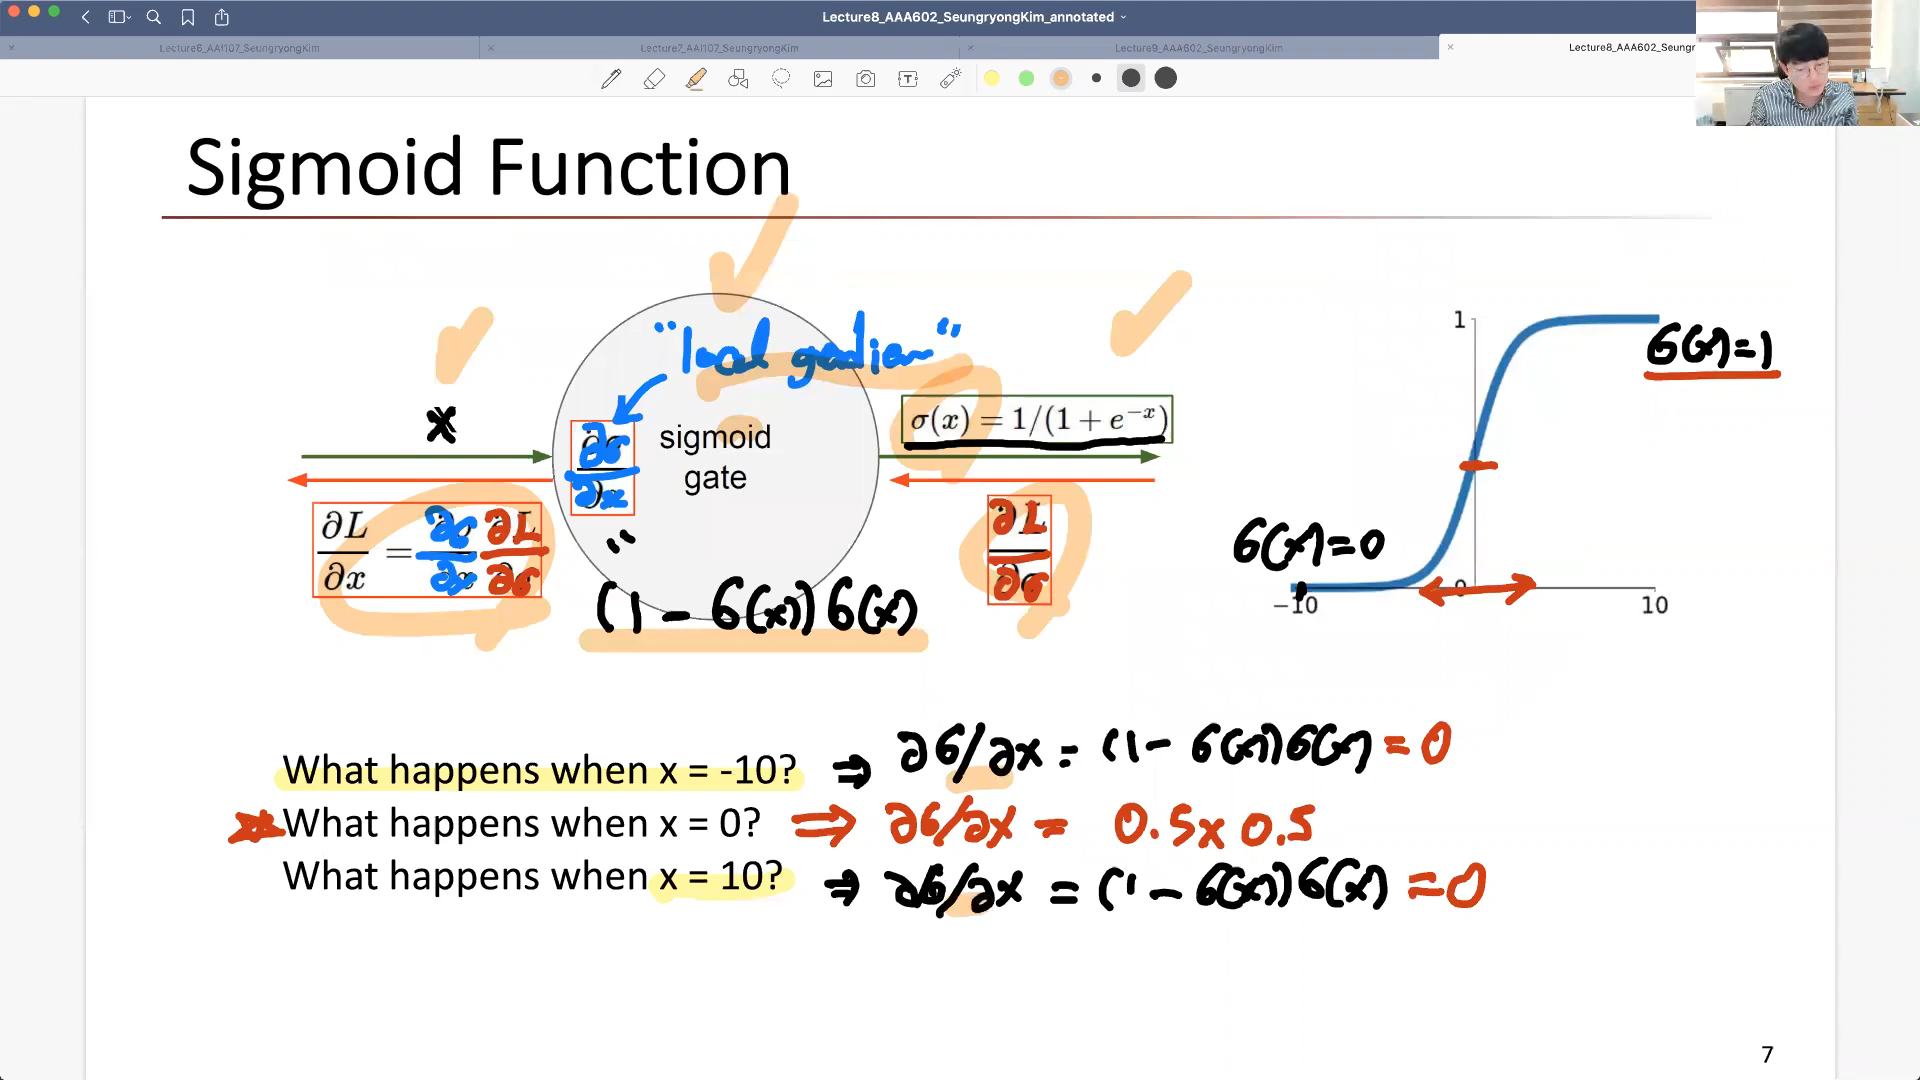 Lecture8_AAA602_SeungryongKim_annotated
Lecture6_AAI107_SeungryongKim
Lecture7_AAI107_SeungryongKim
Lecture9_AAA602_SeungryongKim
Lecture8_AAA602_Seungr
Sigmoid Function
"local gradien"
x
∂σ/∂x
sigmoid
gate
σ(x) = 1/(1 + e^{-x})
∂L/∂x = ∂σ/∂x ∂L/∂σ
∂L/∂σ
(1 - σ(x)) σ(x)
1
σ(x)=1
σ(x)=0
0
-10
10
What happens when x = -10? ⇒ ∂σ/∂x = (1 - σ(x))σ(x) = 0
What happens when x = 0? ⇒ ∂σ/∂x = 0.5 x 0.5
What happens when x = 10? ⇒ ∂σ/∂x = (1 - σ(x))σ(x) = 0
7